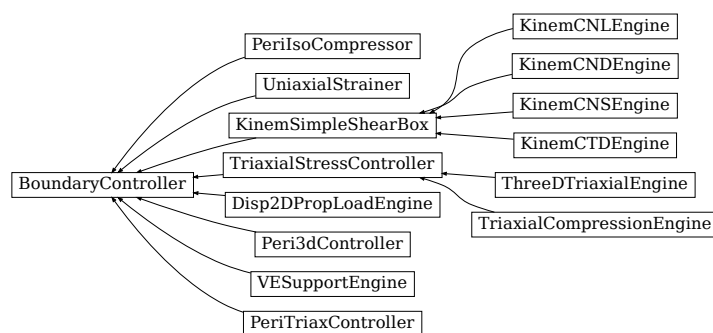 KinemCNLEngine
PeriIsoCompressor
KinemCNDEngine
UniaxialStrainer
KinemCNSEngine
KinemSimpleShearBox
KinemCTDEngine
TriaxialStressController
BoundaryController
ThreeDTriaxialEngine
Disp2DPropLoadEngine
TriaxialCompressionEngine
Peri3dController
VESupportEngine
PeriTriaxController